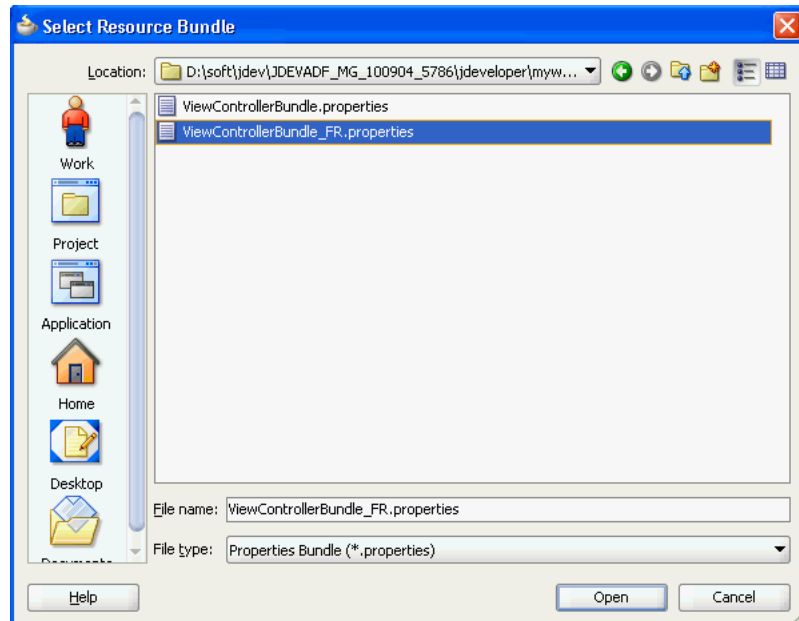 Select Resource Bundle
Location: D:\soft\jdev\JDEVADF_MG_100904_5786\jdeveloper\myw...
ViewControllerBundle.properties
ViewControllerBundle_FR.properties
Work
Project
Application
Home
Desktop
Documents
File name: ViewControllerBundle_FR.properties
File type: Properties Bundle (*.properties)
Help
Open
Cancel